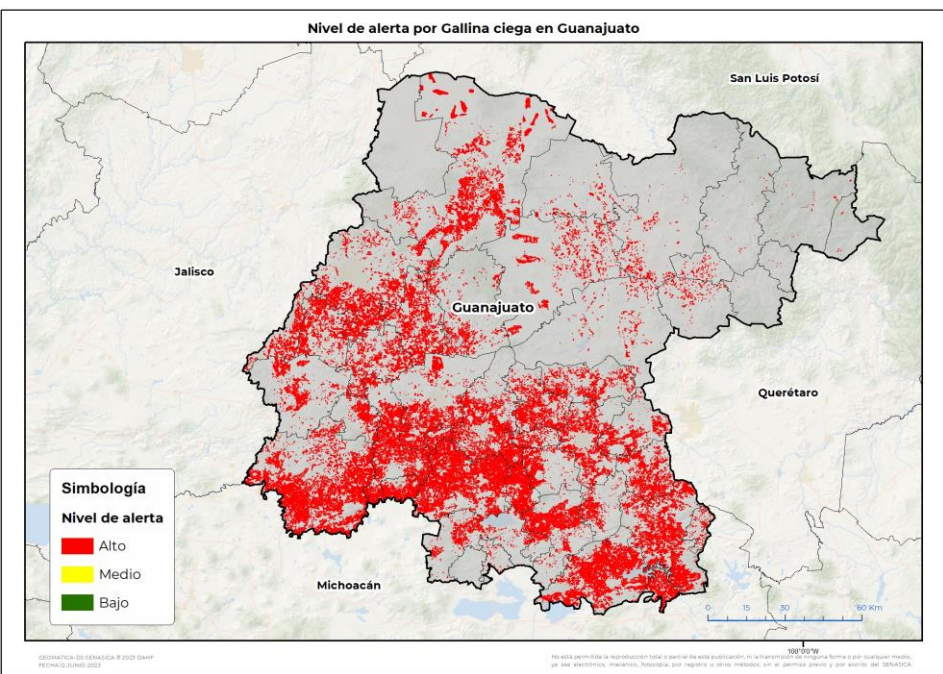 Nivel de alerta por Gallina ciega en Guanajuato
San Luis Potosí
Jalisco
Guanajuato
Querétaro
Michoacán
Simbología
Nivel de alerta
Alto
Medio
Bajo
0 15 30 60 Km
100°0'0"W
GEOMATICA-DJ-SENASICA ® 2023 DAHF
FECHA:12-JUNIO-2023
No está permitida la reproducción total o parcial de esta publicación, ni la transmisión de ninguna forma o por cualquier medio,
ya sea electrónico, mecánico, fotocopia, por registro u otros métodos, sin el permiso previo y por escrito del SENASICA.